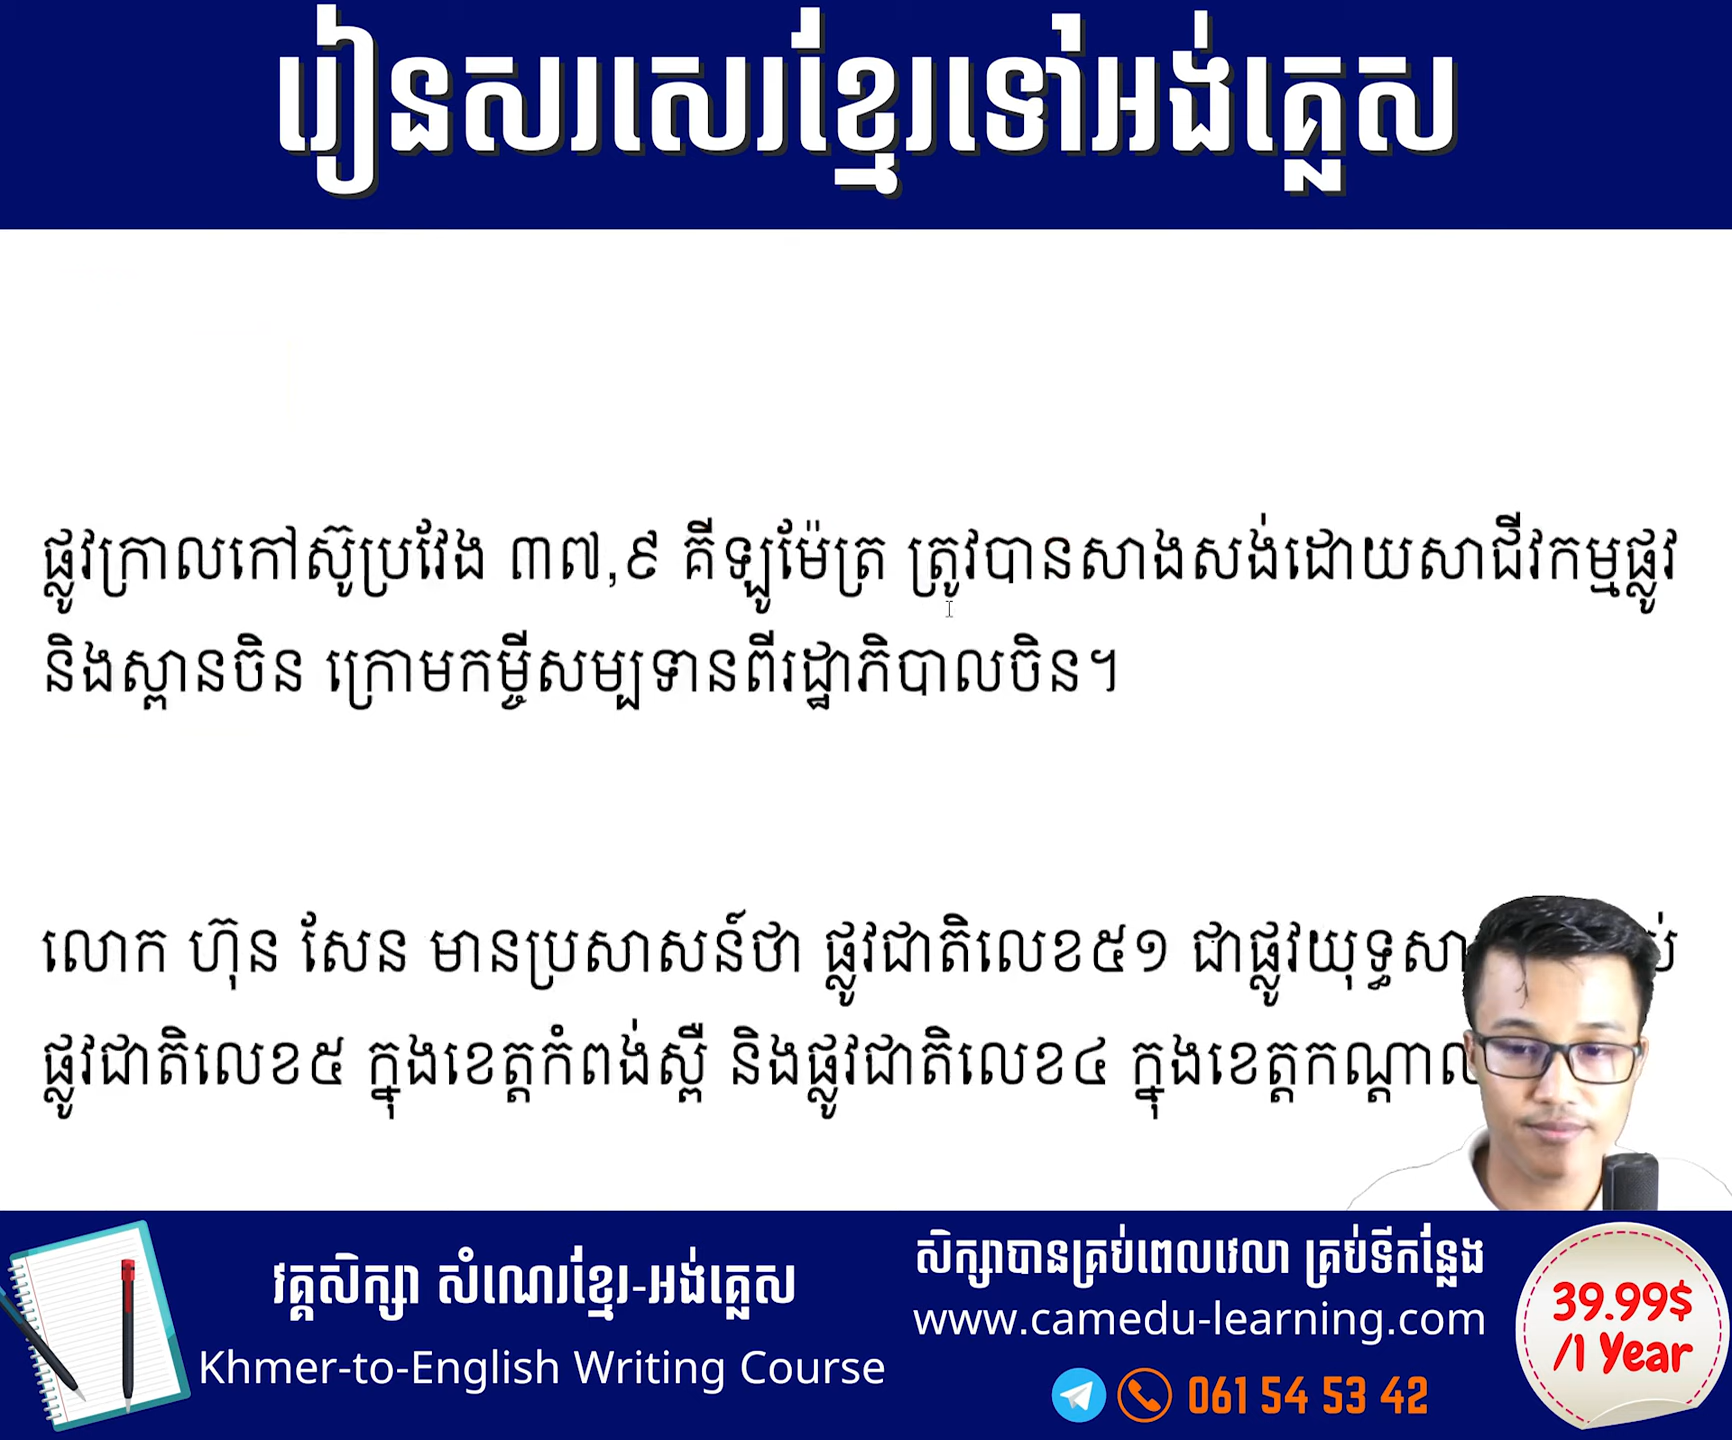 រៀនសរសេរខ្មែរទៅអង់គ្លេស
ផ្លូវក្រាលកៅស៊ូប្រវែង ៣៧,៩ គីឡូម៉ែត្រ ត្រូវបានសាងសង់ដោយសាជីវកម្មផ្លូវ
និងស្ពានចិន ក្រោមកម្ចីសម្បទានពីរដ្ឋាភិបាលចិន។
លោក ហ៊ុន សែន មានប្រសាសន៍ថា ផ្លូវជាតិលេខ៥១ ជាផ្លូវ
ផ្លូវជាតិលេខ៥ ក្នុងខេត្តកំពង់ស្ពឺ និងផ្លូវជាតិលេខ៤ ក្នុងខេត្តកណ្តាល
វគ្គសិក្សា សំណេរខ្មែរ-អង់គ្លេស
Khmer-to-English Writing Course
សិក្សាបានគ្រប់ពេលវេលា គ្រប់ទីកន្លែង
www.camedu-learning.com
061 54 53 42
39.99$
/1 Year